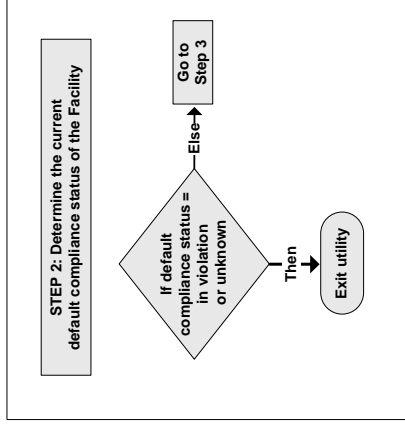 STEP 2: Determine the current
default compliance status of the Facility
If default
compliance status =
in violation
or unknown
Else
Go to
Step 3
Then
Exit utility